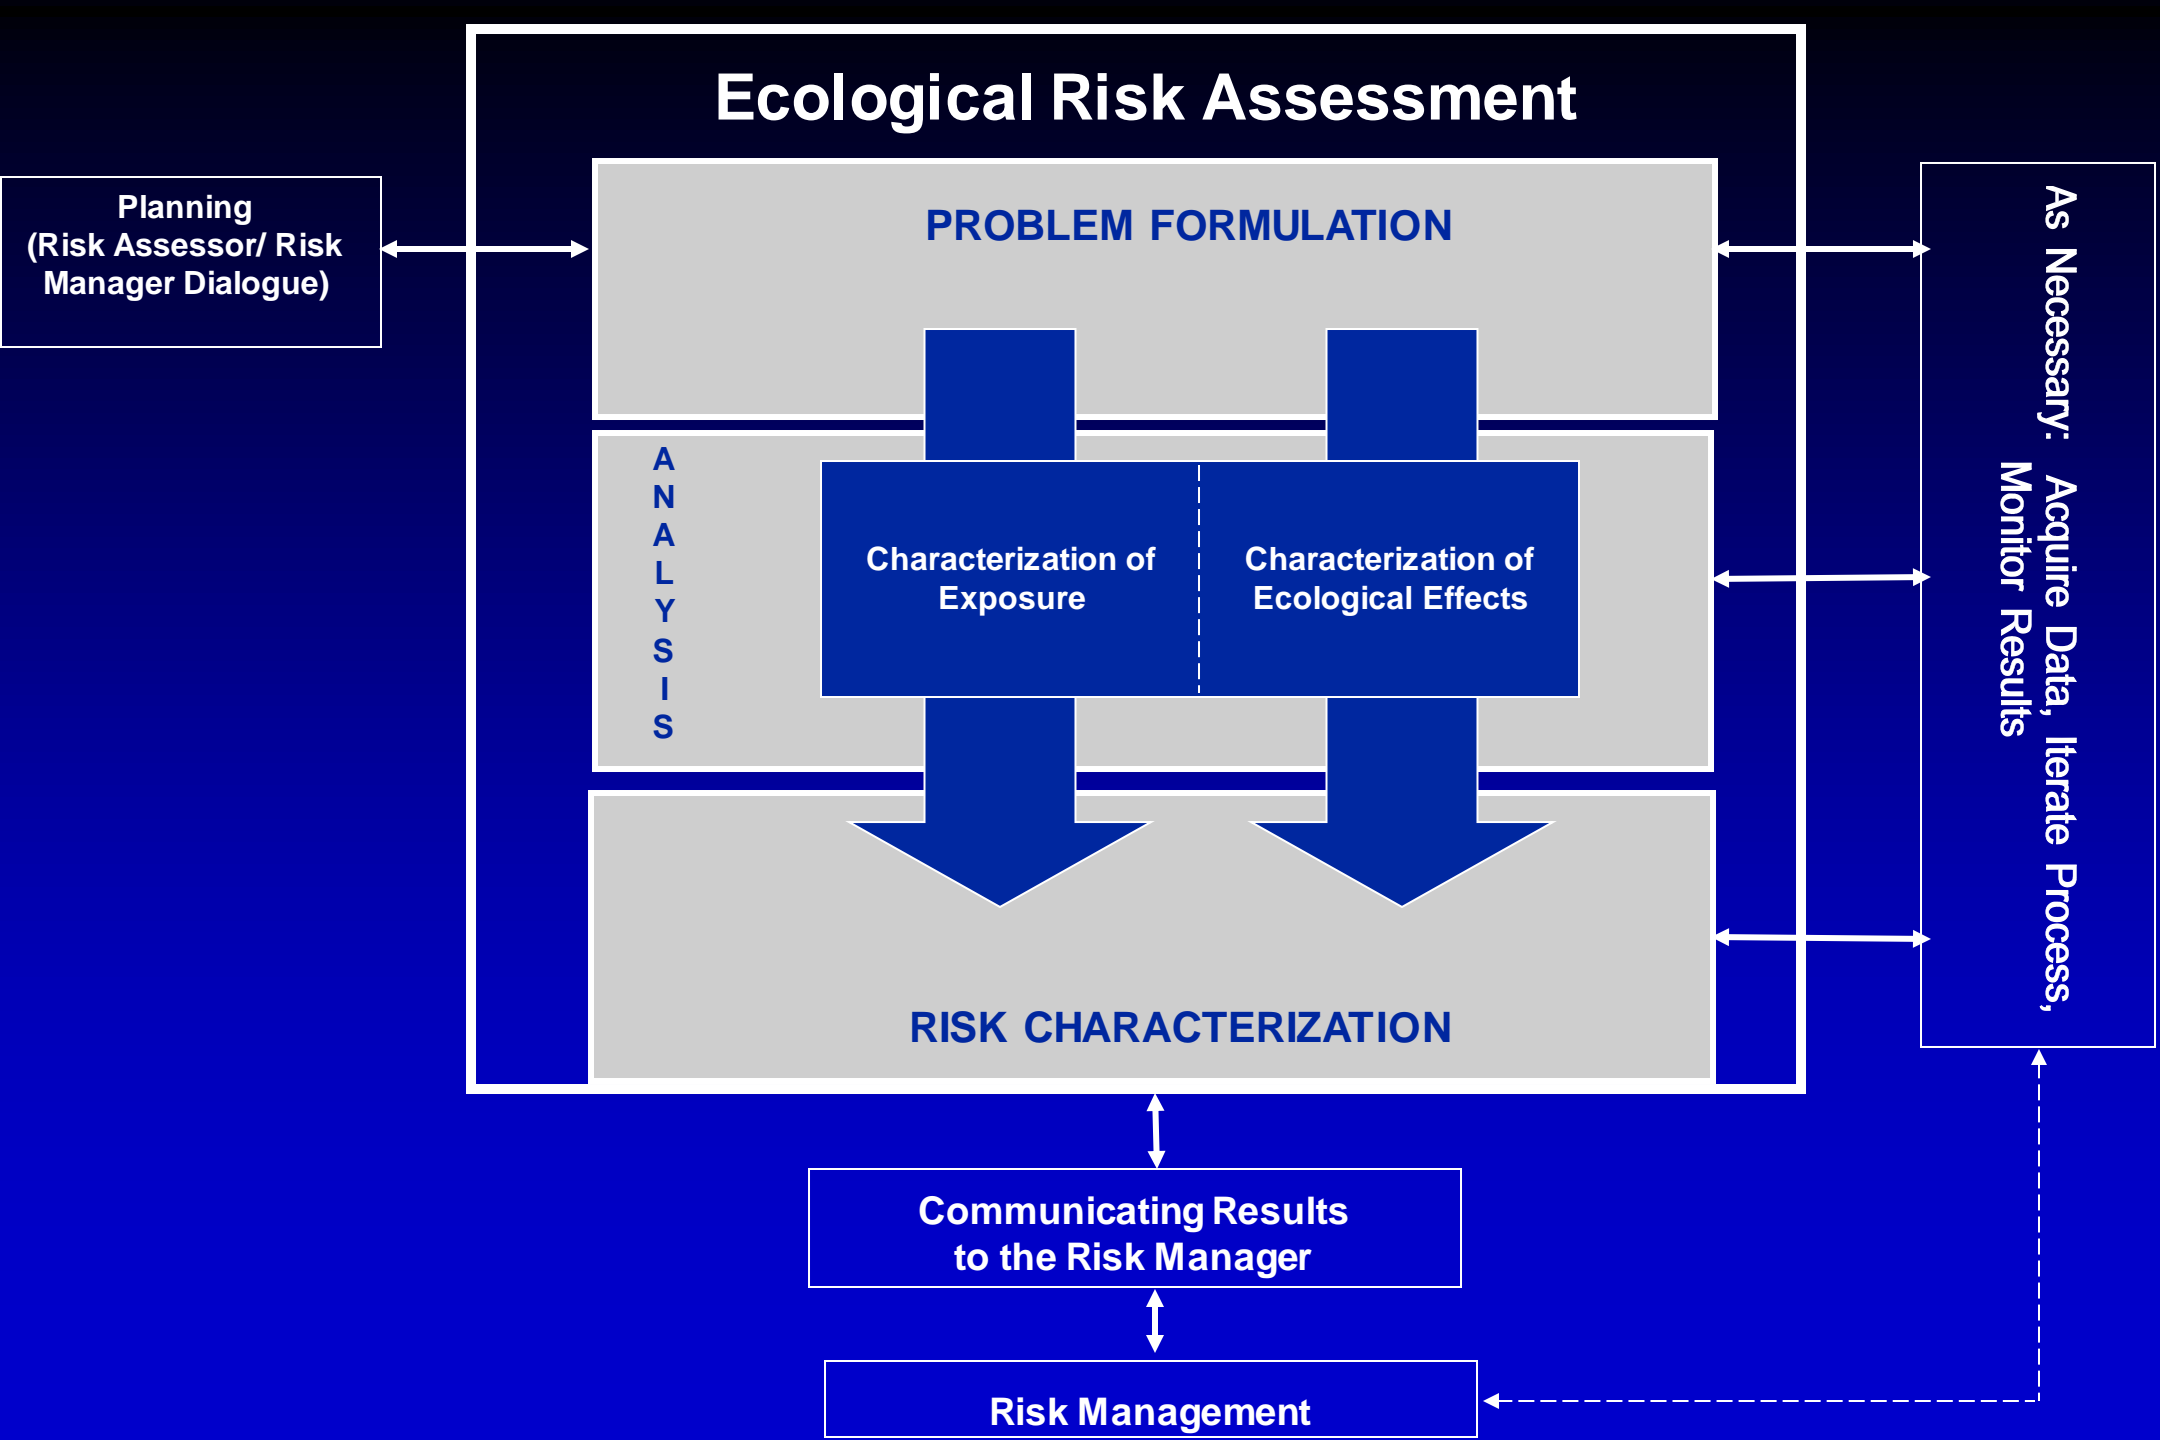 Ecological Risk Assessment
Planning
(Risk Assessor/ Risk
Manager Dialogue)
PROBLEM FORMULATION
A
N
A
L
Y
S
I
S
Characterization of
Exposure
Characterization of
Ecological Effects
RISK CHARACTERIZATION
As Necessary: Acquire Data, Iterate Process,
Monitor Results
Communicating Results
to the Risk Manager
Risk Management